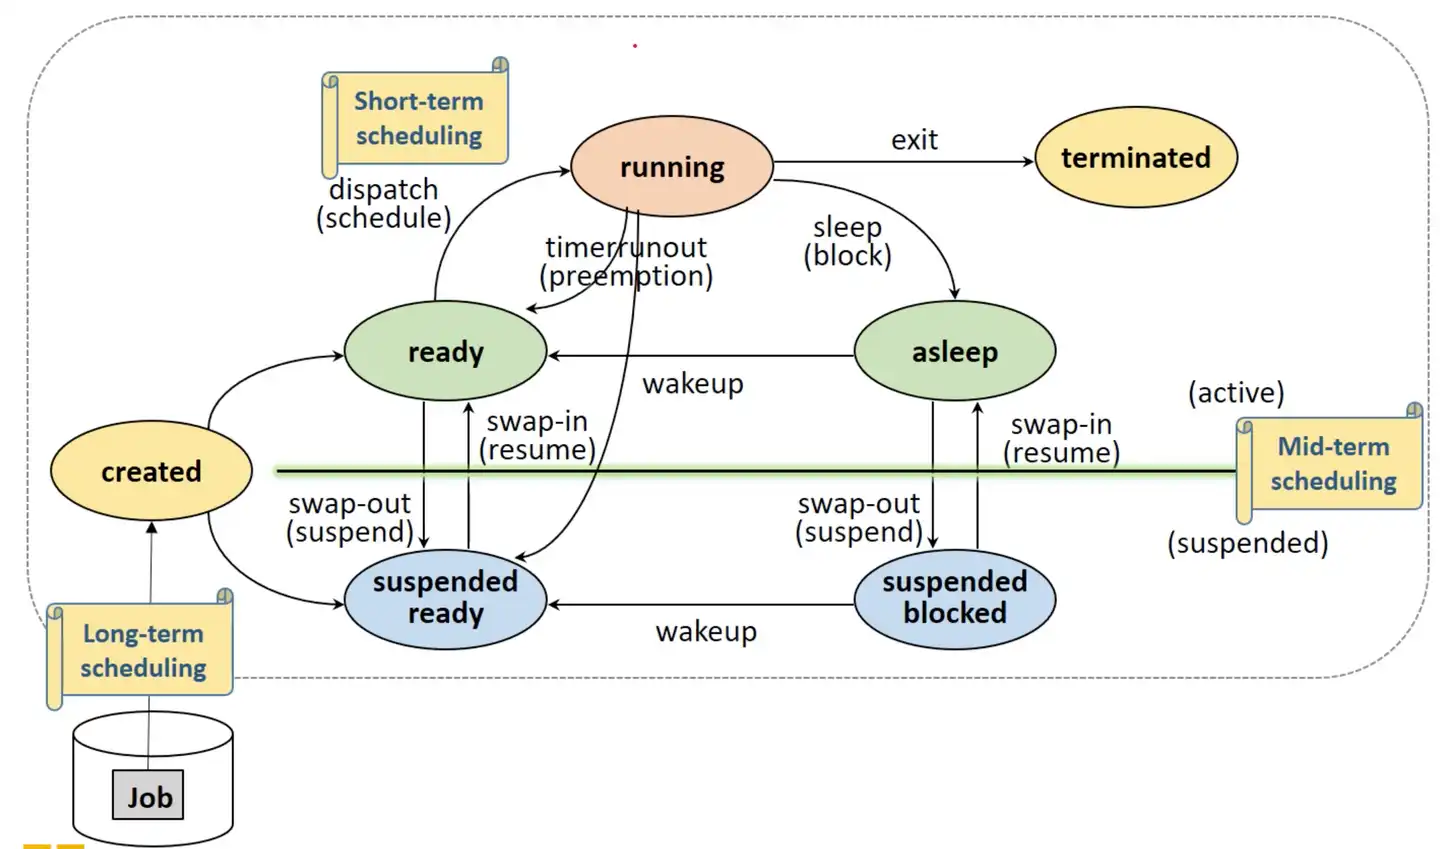 Short-term
scheduling
dispatch
(schedule)
running
exit
terminated
timerrunout
(preemption)
sleep
(block)
ready
asleep
wakeup
(active)
created
swap-in
(resume)
swap-in
(resume)
Mid-term
scheduling
swap-out
(suspend)
swap-out
(suspend)
(suspended)
suspended
ready
suspended
blocked
wakeup
Long-term
scheduling
Job